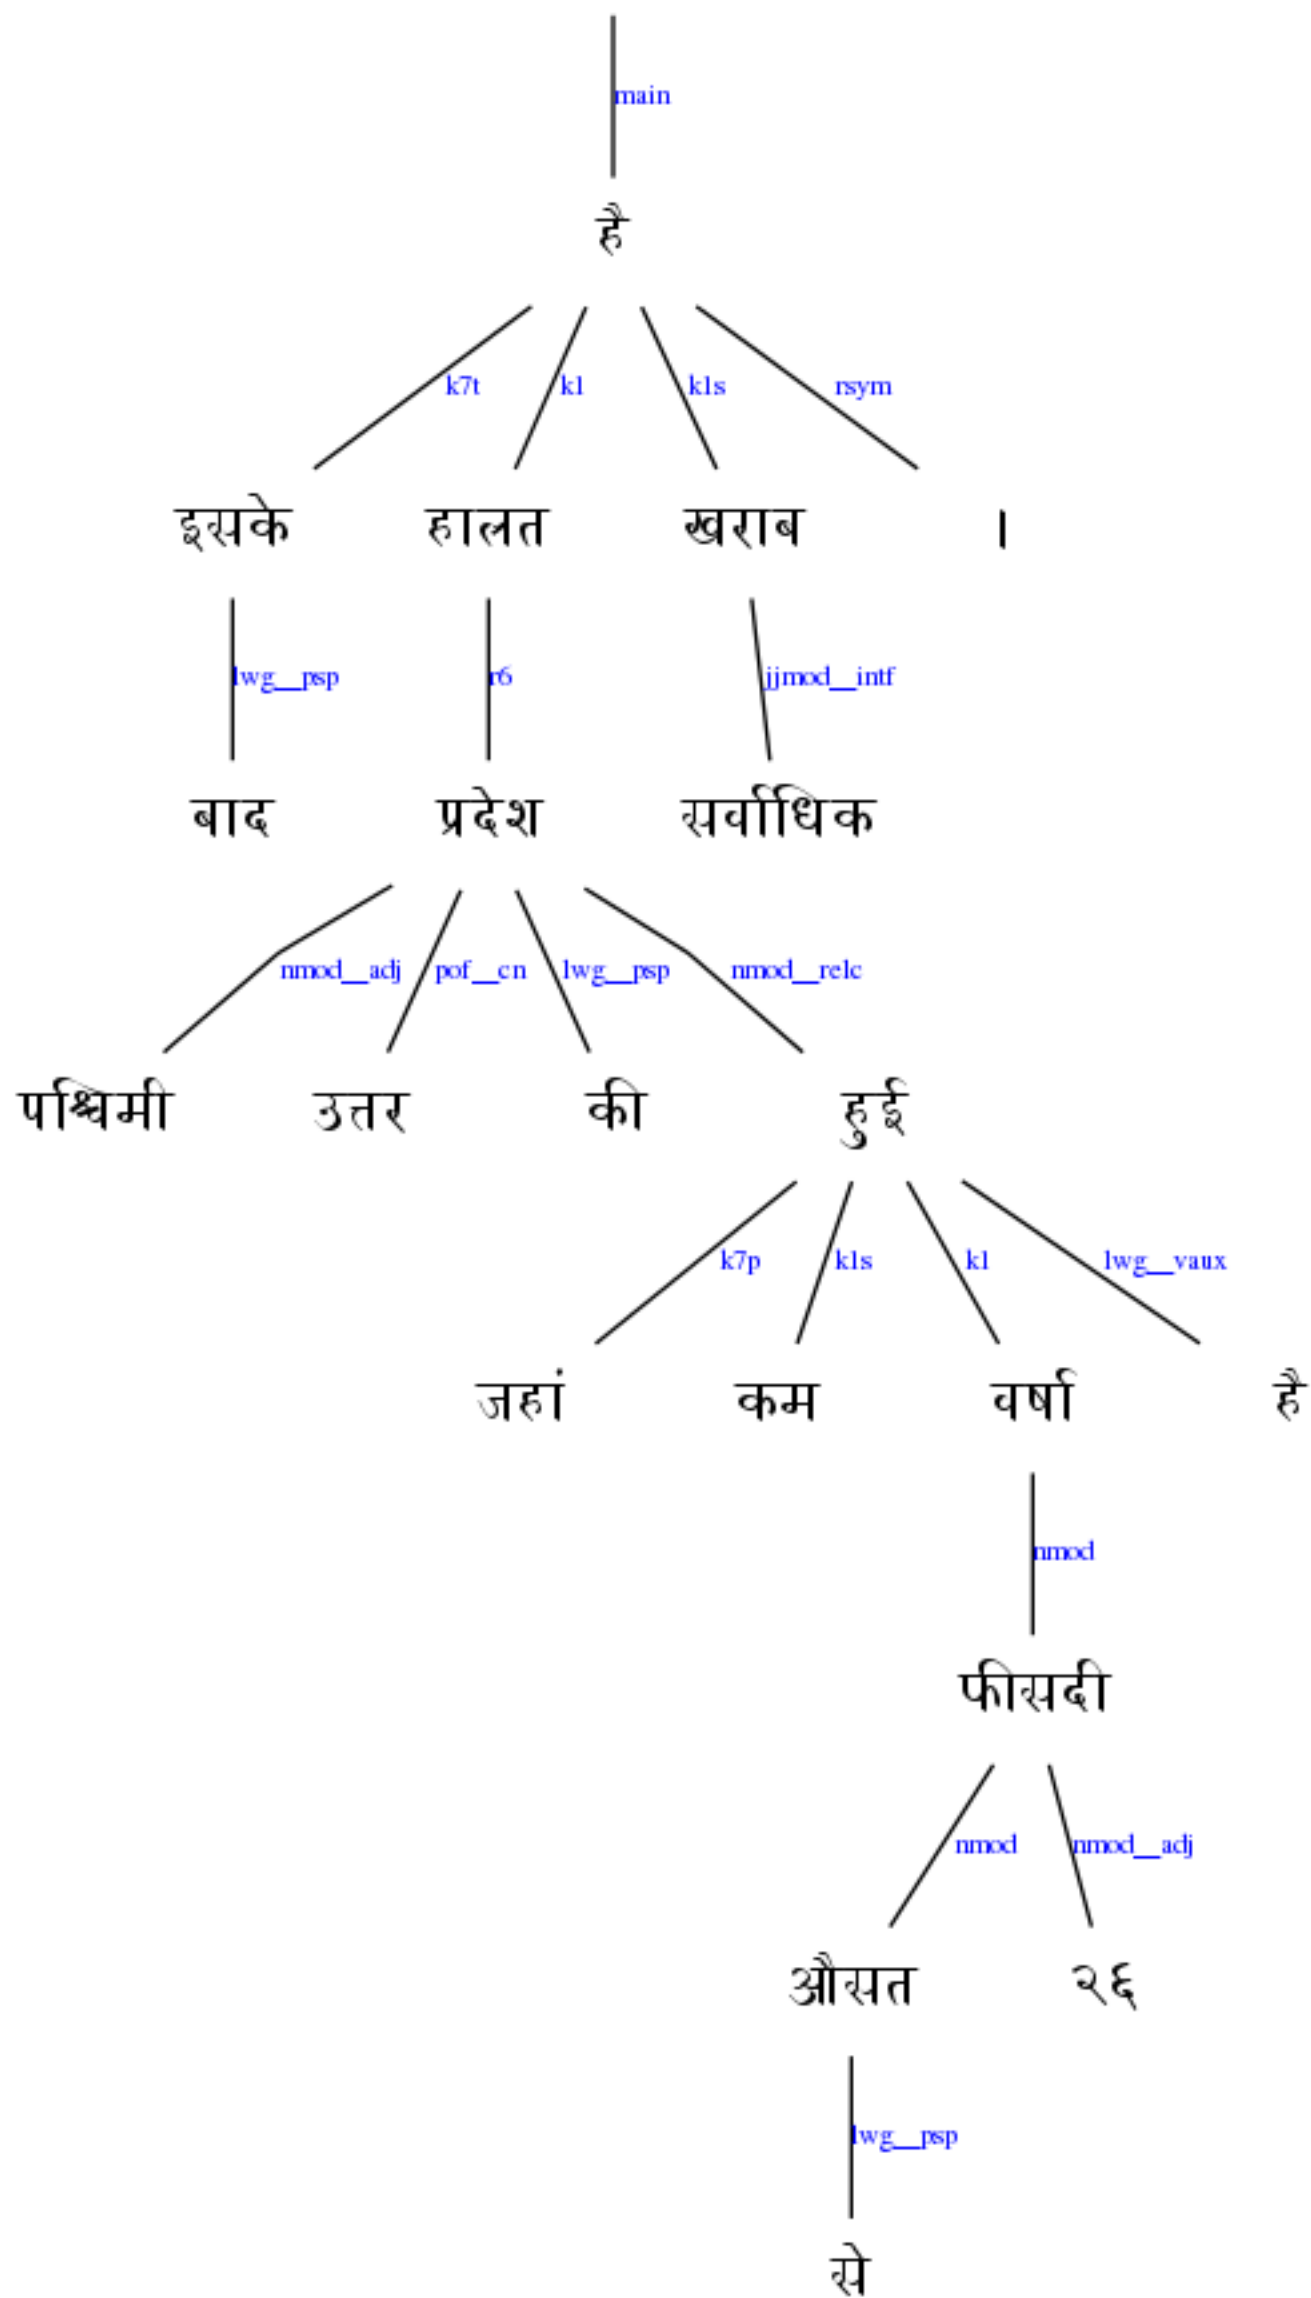 main
है
k7t k1 k1s rsym
इसके हालत खराब ।
lwg__psp r6 jjmod__intf
बाद प्रदेश सर्वाधिक
nmod__adj pof__cn lwg__psp nmod__relc
पश्चिमी उत्तर की हुई
k7p k1s k1 lwg__vaux
जहां कम वर्षा है
nmod
फीसदी
nmod nmod__adj
औसत २६
lwg__psp
से